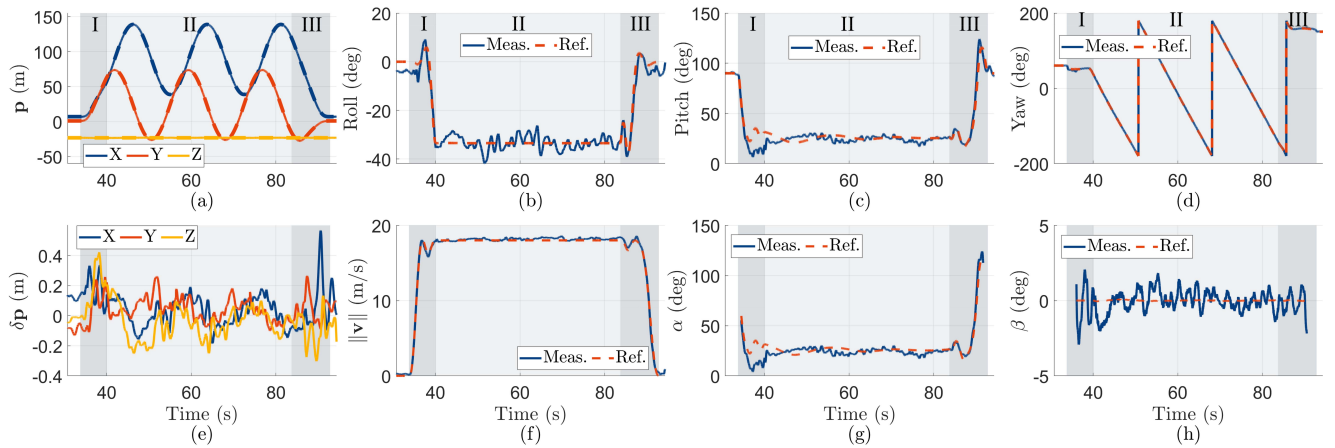 I II III
150
100
50
0
-50
p (m)
X Y Z
40 60 80
(a)
I II III
20
0
-20
-40
Roll (deg)
Meas. Ref.
40 60 80
(b)
I II III
150
100
50
0
Pitch (deg)
Meas. Ref.
40 60 80
(c)
I II III
200
0
-200
Yaw (deg)
Meas. Ref.
40 60 80
(d)
X Y Z
0.4
0.2
0
-0.2
-0.4
δp (m)
40 60 80
Time (s)
(e)
20
10
0
||v|| (m/s)
Meas. Ref.
40 60 80
Time (s)
(f)
150
100
50
0
α (deg)
Meas. Ref.
40 60 80
Time (s)
(g)
5
0
-5
β (deg)
Meas. Ref.
40 60 80
Time (s)
(h)